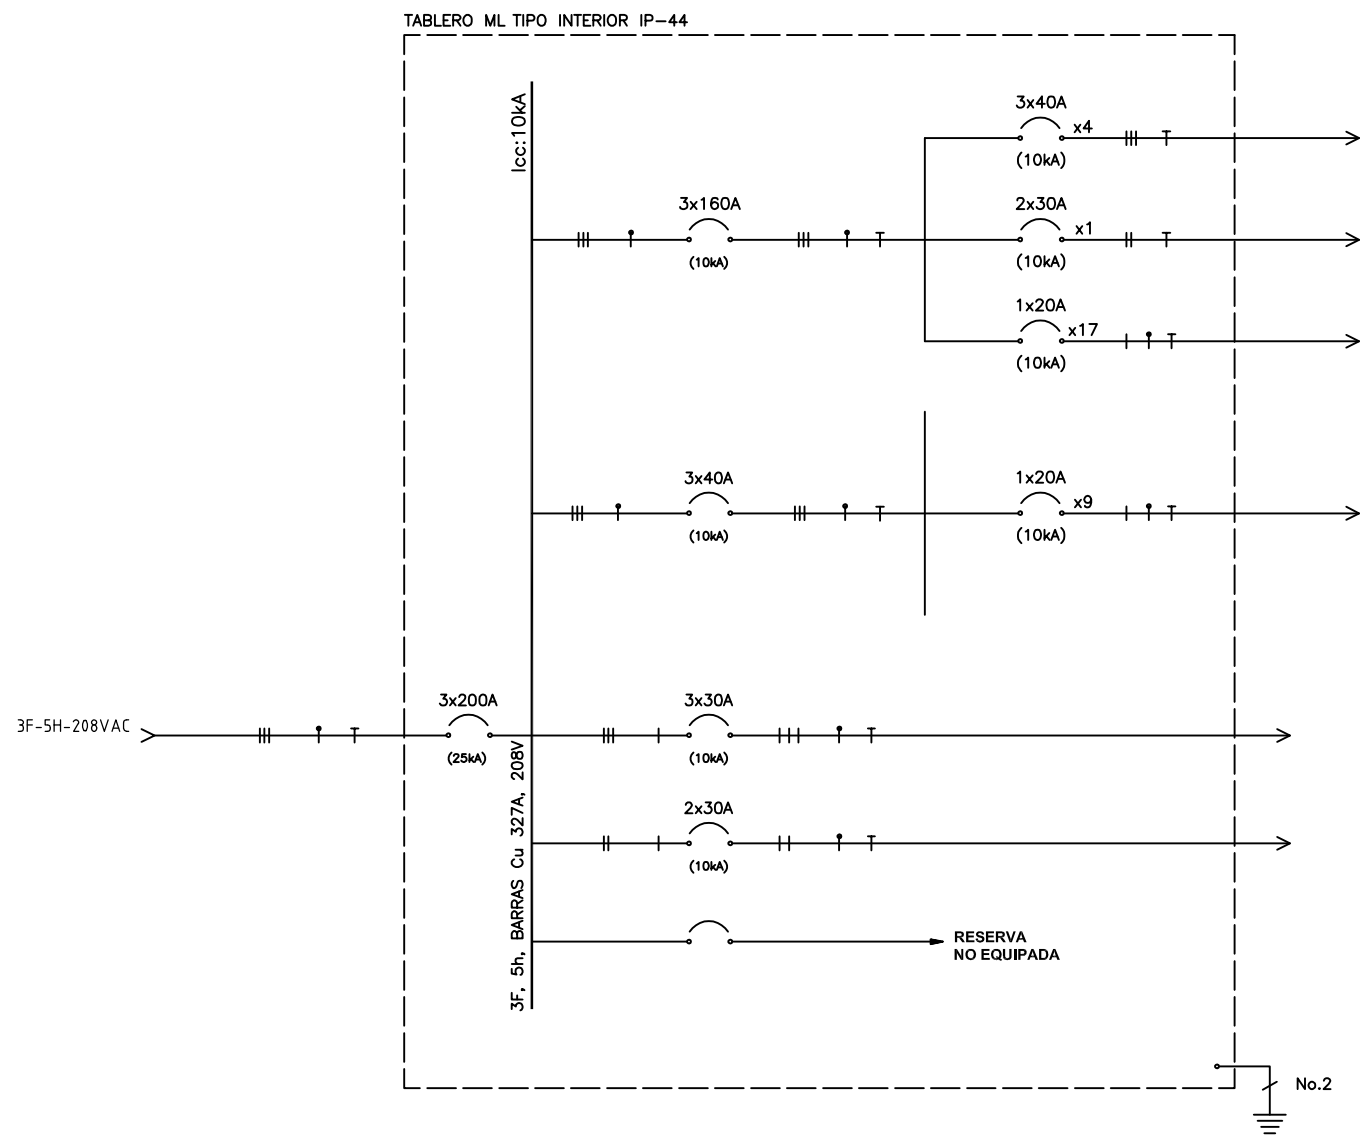 TABLERO ML TIPO INTERIOR IP-44
Icc:10kA
3x40A
x4
(10kA)
3x160A
(10kA)
2x30A
x1
(10kA)
1x20A
x17
(10kA)
3x40A
(10kA)
1x20A
x9
(10kA)
3F-5H-208VAC
3x200A
(25kA)
3x30A
(10kA)
2x30A
(10kA)
3F, 5h, BARRAS Cu 327A, 208V
RESERVA
NO EQUIPADA
No.2